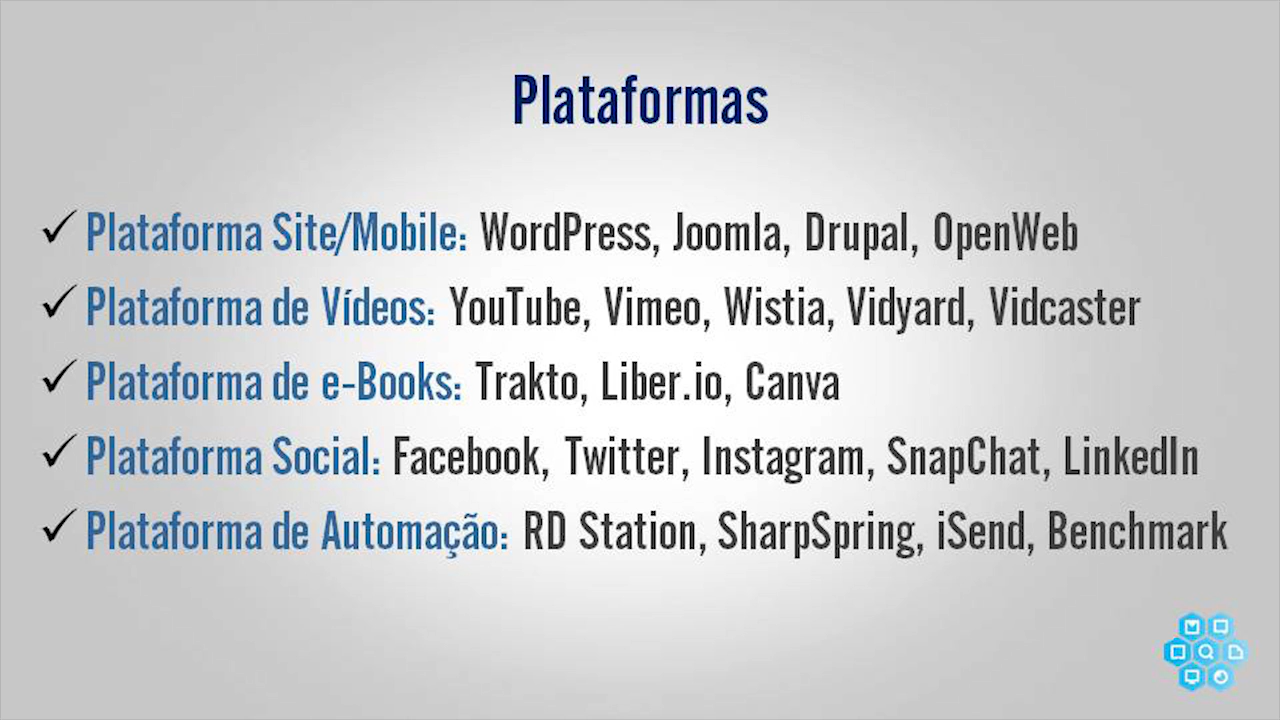 Plataformas
Plataforma Site/Mobile: WordPress, Joomla, Drupal, OpenWeb
Plataforma de Vídeos: YouTube, Vimeo, Wistia, Vidyard, Vidcaster
Plataforma de e-Books: Trakto, Liber.io, Canva
Plataforma Social: Facebook, Twitter, Instagram, SnapChat, LinkedIn
Plataforma de Automação: RD Station, SharpSpring, iSend, Benchmark